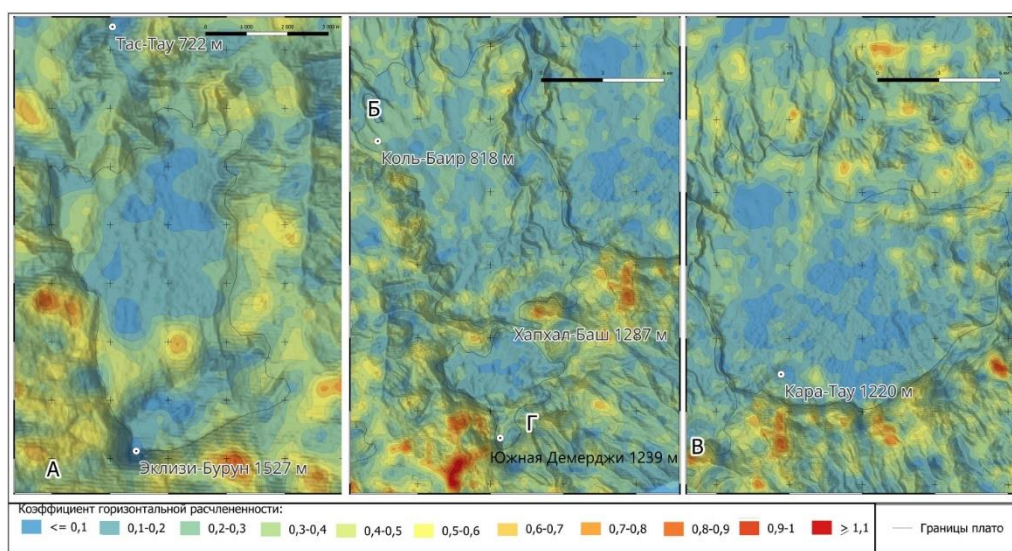 Тас-Тау 722 м
А
Эклизи-Бурун 1527 м
Б
Коль-Баир 818 м
Хапхал-Баш 1287 м
Г
Южная Демерджи 1239 м
Кара-Тау 1220 м
В
Коэффициент горизонтальной расчлененности:
<= 0,1 0,1-0,2 0,2-0,3 0,3-0,4 0,4-0,5 0,5-0,6 0,6-0,7 0,7-0,8 0,8-0,9 0,9-1 ≥ 1,1 Границы плато